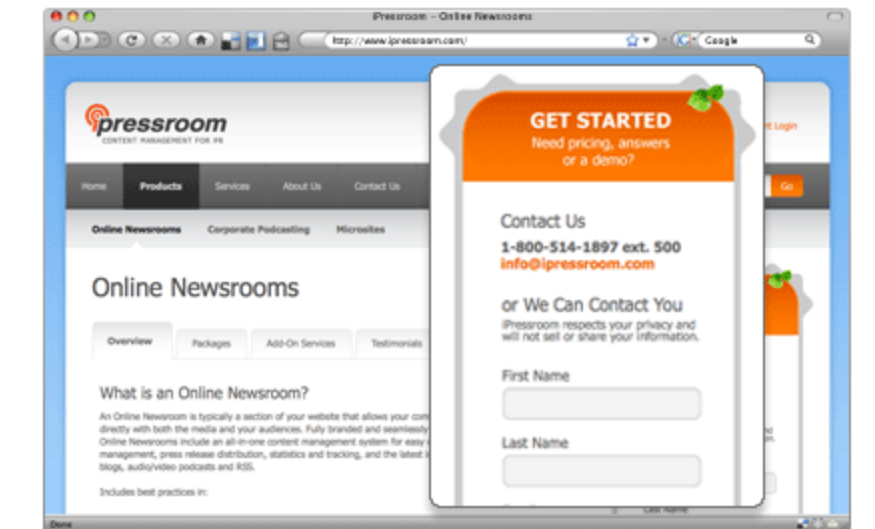 iPressroom - Online Newsrooms
http://www.ipressroom.com/
Google
ipressroom
CONTENT MANAGEMENT FOR PR
Login
Home Products Services About Us Contact Us
Go
Online Newsrooms Corporate Podcasting Microsites
Online Newsrooms
Overview Packages Add-On Services Testimonials
What is an Online Newsroom?
An Online Newsroom is typically a section of your website that allows your
directly with both the media and your audiences. Fully branded and seamlessly
Online Newsrooms include an all-in-one content management system for easy
management, press release distribution, statistics and tracking, and the latest
blogs, audio/video podcasts and RSS.
Includes best practices in:
GET STARTED
Need pricing, answers
or a demo?
Contact Us
1-800-514-1897 ext. 500
info@ipressroom.com
or We Can Contact You
iPressroom respects your privacy and
will not sell or share your information.
First Name
Last Name
Last Name
Done